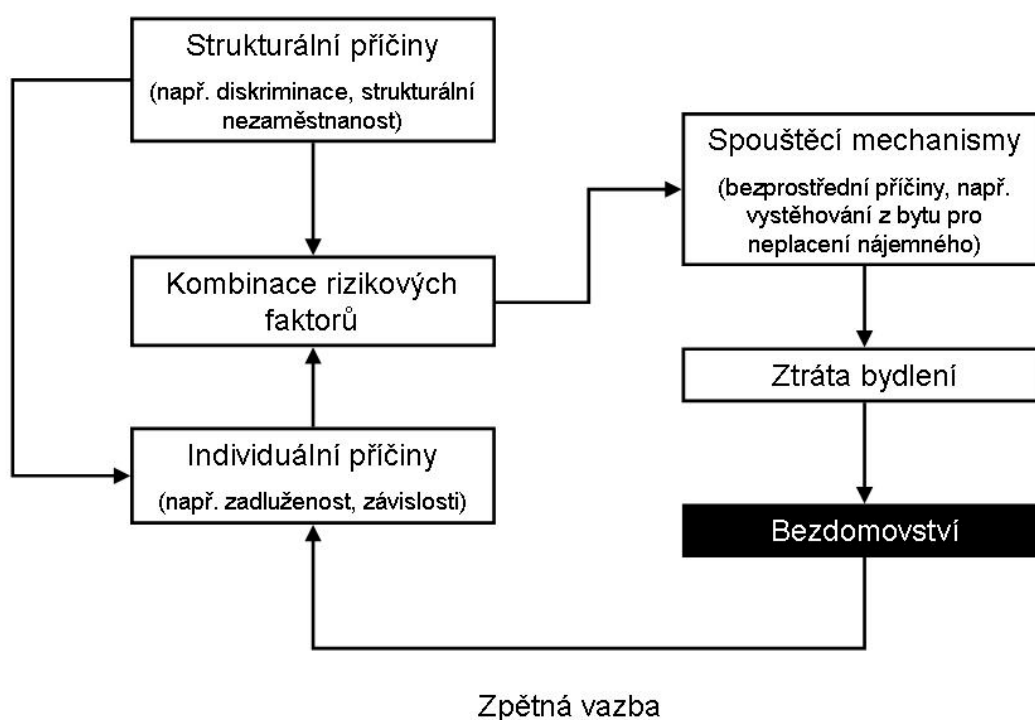 Strukturální příčiny
(např. diskriminace, strukturální
nezaměstnanost)
Kombinace rizikových
faktorů
Individuální příčiny
(např. zadluženost, závislosti)
Spouštěcí mechanismy
(bezprostřední příčiny, např.
vystěhování z bytu pro
neplacení nájemného)
Ztráta bydlení
Bezdomovství
Zpětná vazba